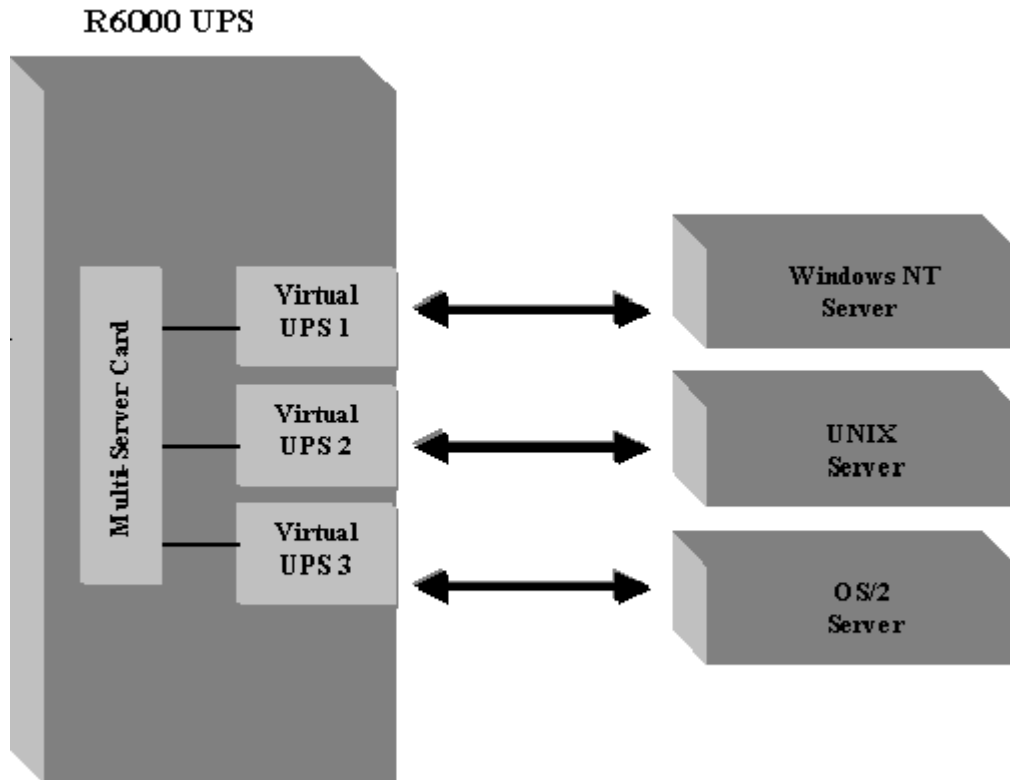 R6000 UPS
Multi-Server Card
Virtual
UPS 1
Virtual
UPS 2
Virtual
UPS 3
Windows NT
Server
UNIX
Server
OS/2
Server